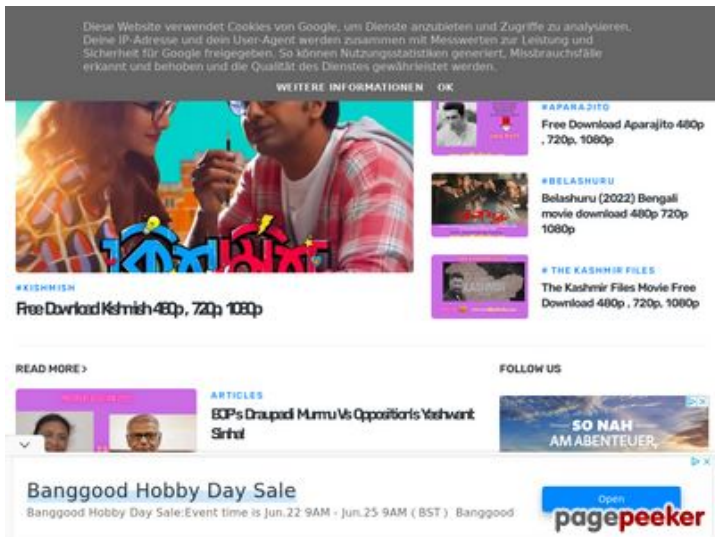 Diese Website verwendet Cookies von Google, um Dienste anzubieten und Zugriffe zu analysieren.
Deine IP-Adresse und dein User-Agent werden zusammen mit Messwerten zur Leistung und
Sicherheit für Google freigegeben. So können Nutzungsstatistiken generiert, Missbrauchsfälle
erkannt und behoben und die Qualität des Dienstes gewährleistet werden.
WEITERE INFORMATIONEN OK
কিশমিশ
#KISHMISH
Free Download Kishmish 480p , 720p, 1080p
#APARAJITO
Free Download Aparajito 480p
, 720p, 1080p
#BELASHURU
Belashuru (2022) Bengali
movie download 480p 720p
1080p
# THE KASHMIR FILES
The Kashmir Files Movie Free
Download 480p , 720p, 1080p
READ MORE >
ARTICLES
BJP's Draupadi Murmu Vs Opposition's Yashwant
Sinha!
FOLLOW US
SO NAH
AM ABENTEUER,
Banggood Hobby Day Sale
Banggood Hobby Day Sale:Event time is Jun.22 9AM - Jun.25 9AM ( BST ) Banggood
Open
pagepeeker